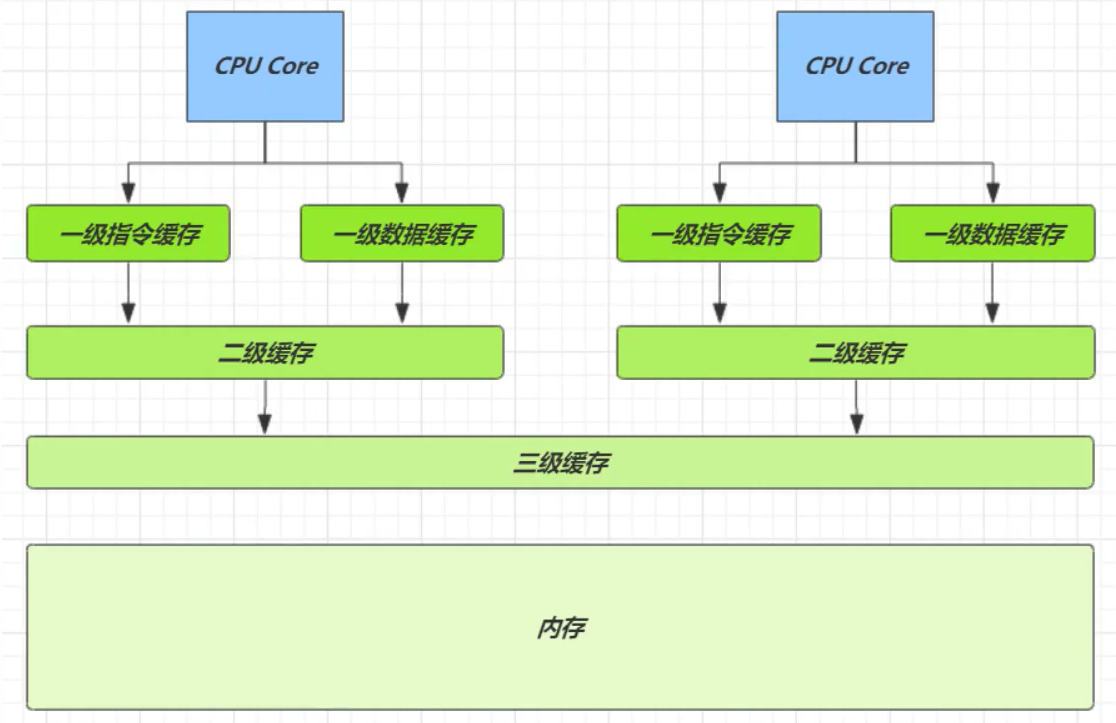 CPU Core
CPU Core
一级指令缓存
一级数据缓存
一级指令缓存
一级数据缓存
二级缓存
二级缓存
三级缓存
内存